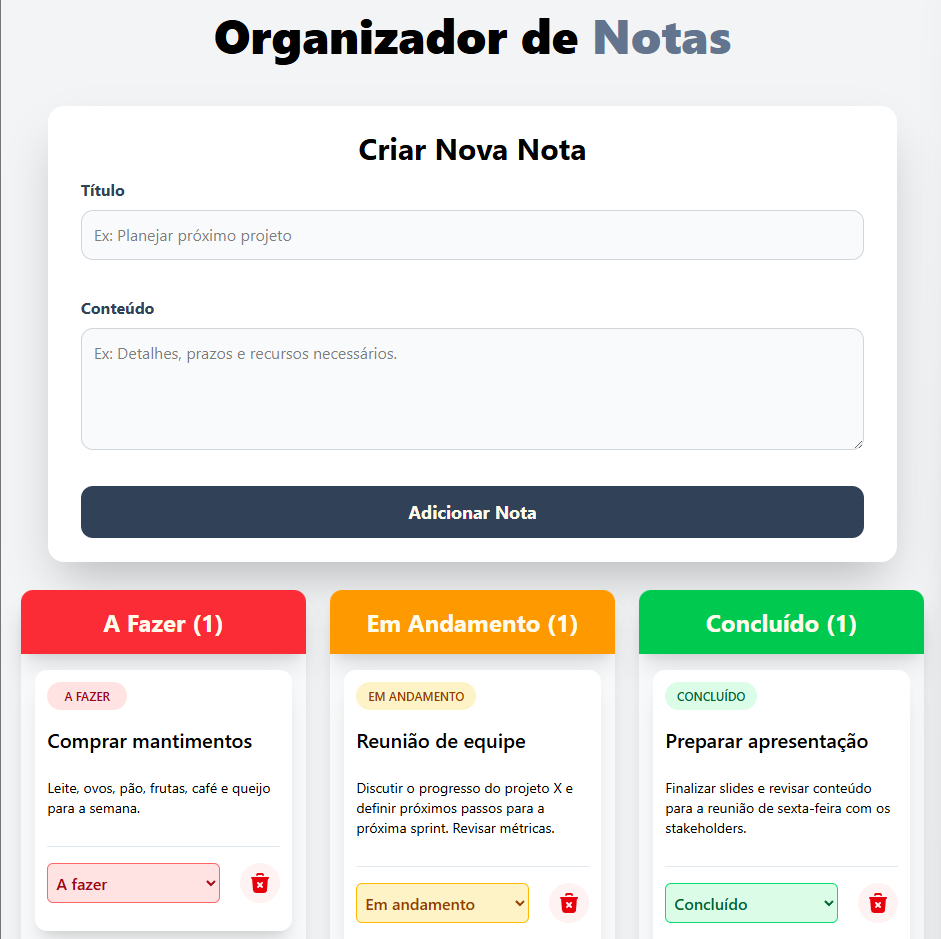 Organizador de Notas
Criar Nova Nota
Título
Ex: Planejar próximo projeto
Conteúdo
Ex: Detalhes, prazos e recursos necessários.
Adicionar Nota
A Fazer (1)
A FAZER
Comprar mantimentos
Leite, ovos, pão, frutas, café e queijo
para a semana.
A fazer
Em Andamento (1)
EM ANDAMENTO
Reunião de equipe
Discutir o progresso do projeto X e
definir próximos passos para a
próxima sprint. Revisar métricas.
Em andamento
Concluído (1)
CONCLUÍDO
Preparar apresentação
Finalizar slides e revisar conteúdo
para a reunião de sexta-feira com os
stakeholders.
Concluído